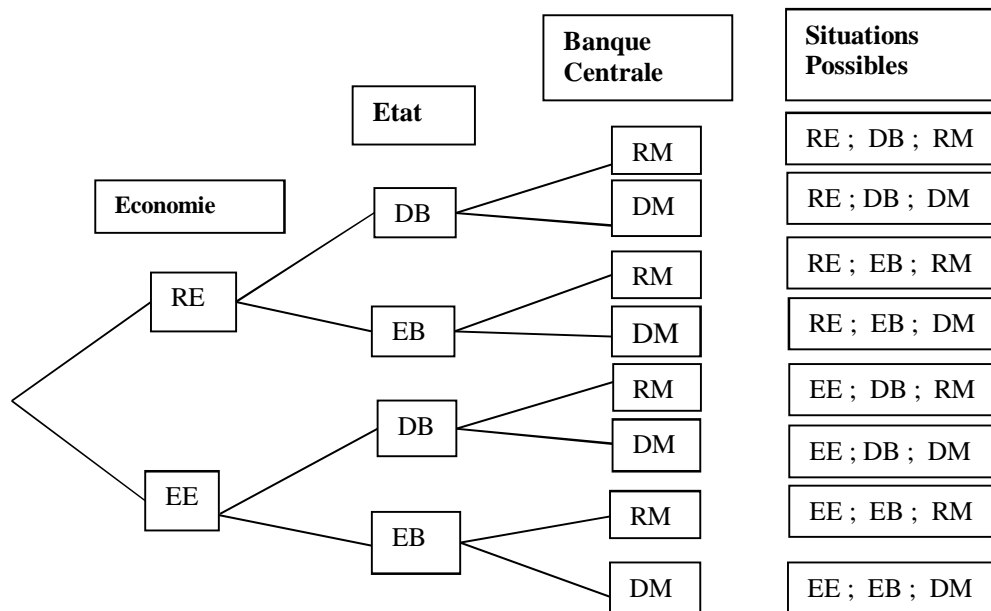 Banque
Centrale
Situations
Possibles
Etat
Economie
RE
EE
DB
EB
DB
EB
RM
DM
RM
DM
RM
DM
RM
DM
RE ; DB ; RM
RE ; DB ; DM
RE ; EB ; RM
RE ; EB ; DM
EE ; DB ; RM
EE ; DB ; DM
EE ; EB ; RM
EE ; EB ; DM